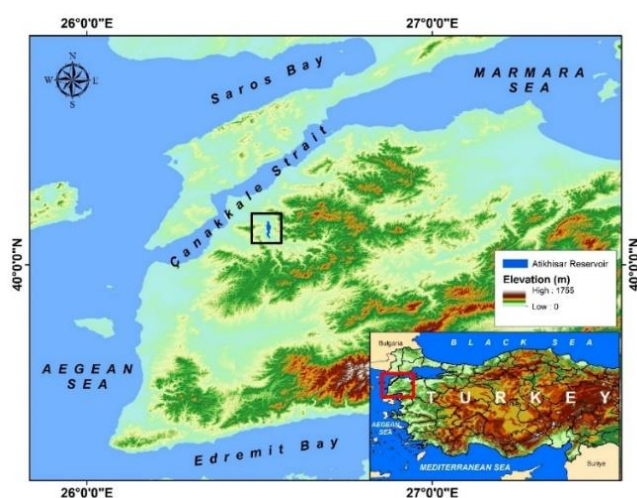 26°0'0"E
27°0'0"E
N
W
E
S
Saros Bay
MARMARA
SEA
Çanakkale Strait
40°0'0"N
40°0'0"N
Atikhisar Reservoir
Elevation (m)
High : 1755
Low : 0
AEGEAN
SEA
Edremit Bay
Bulgaria
BLACK SEA
TURKEY
AEGEAN
SEA
MEDITERRANEAN SEA
Suriye
26°0'0"E
27°0'0"E